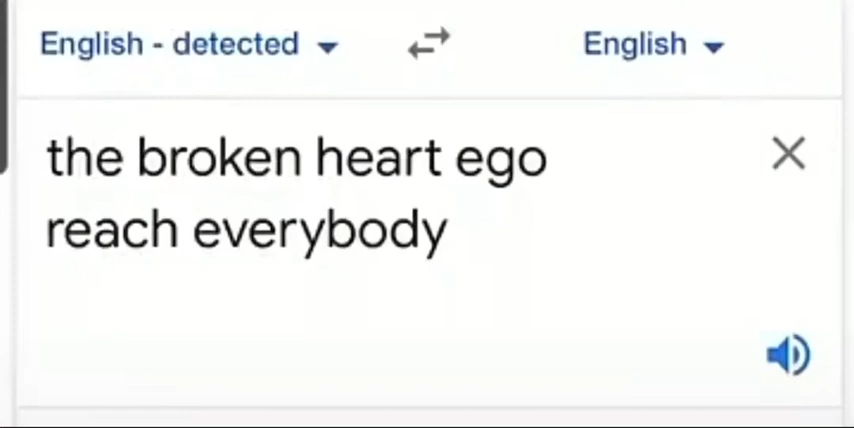 English - detected English
the broken heart ego
reach everybody